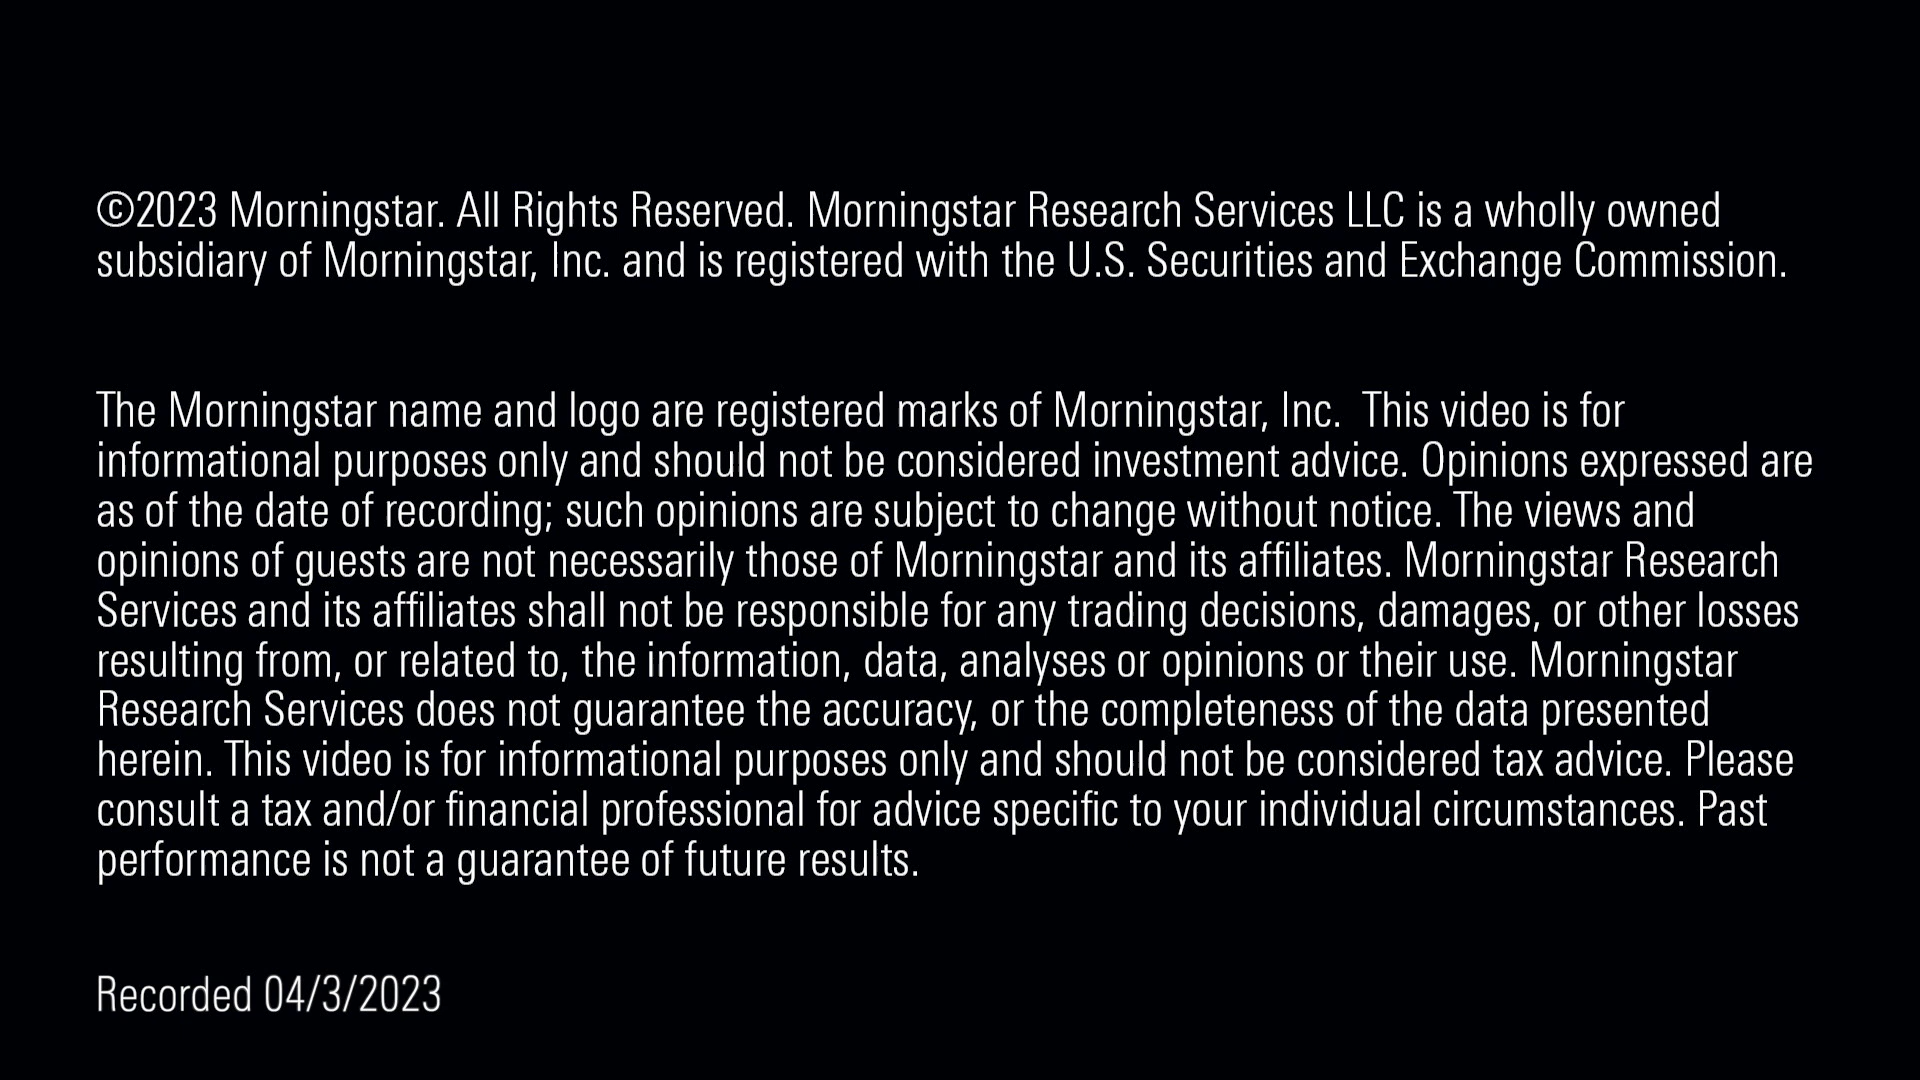 ©2023 Morningstar. All Rights Reserved. Morningstar Research Services LLC is a wholly owned
subsidiary of Morningstar, Inc. and is registered with the U.S. Securities and Exchange Commission.
The Morningstar name and logo are registered marks of Morningstar, Inc.  This video is for
informational purposes only and should not be considered investment advice. Opinions expressed are
as of the date of recording; such opinions are subject to change without notice. The views and
opinions of guests are not necessarily those of Morningstar and its affiliates. Morningstar Research
Services and its affiliates shall not be responsible for any trading decisions, damages, or other losses
resulting from, or related to, the information, data, analyses or opinions or their use. Morningstar
Research Services does not guarantee the accuracy, or the completeness of the data presented
herein. This video is for informational purposes only and should not be considered tax advice. Please
consult a tax and/or financial professional for advice specific to your individual circumstances. Past
performance is not a guarantee of future results.
Recorded 04/3/2023